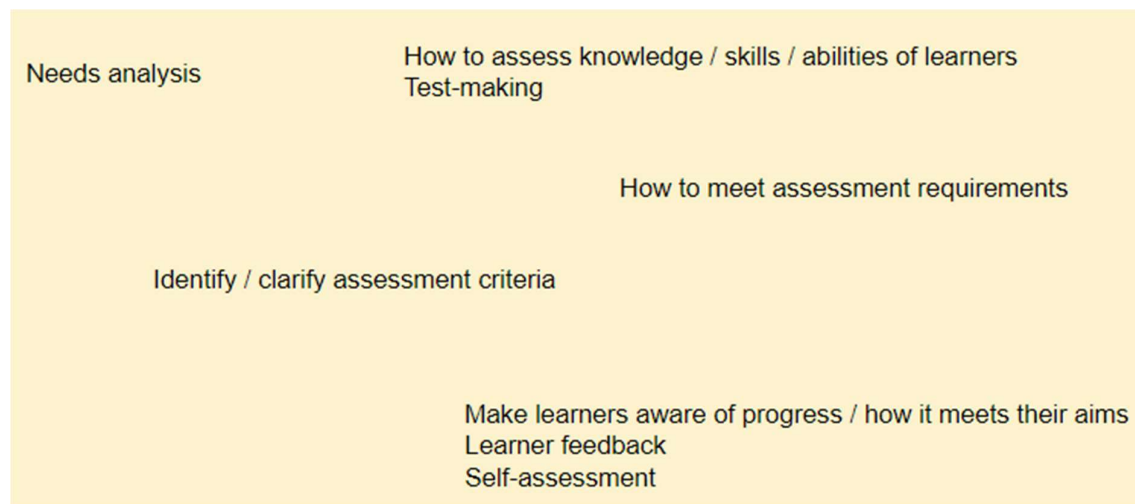 Needs analysis
How to assess knowledge / skills / abilities of learners
Test-making
How to meet assessment requirements
Identify / clarify assessment criteria
Make learners aware of progress / how it meets their aims
Learner feedback
Self-assessment